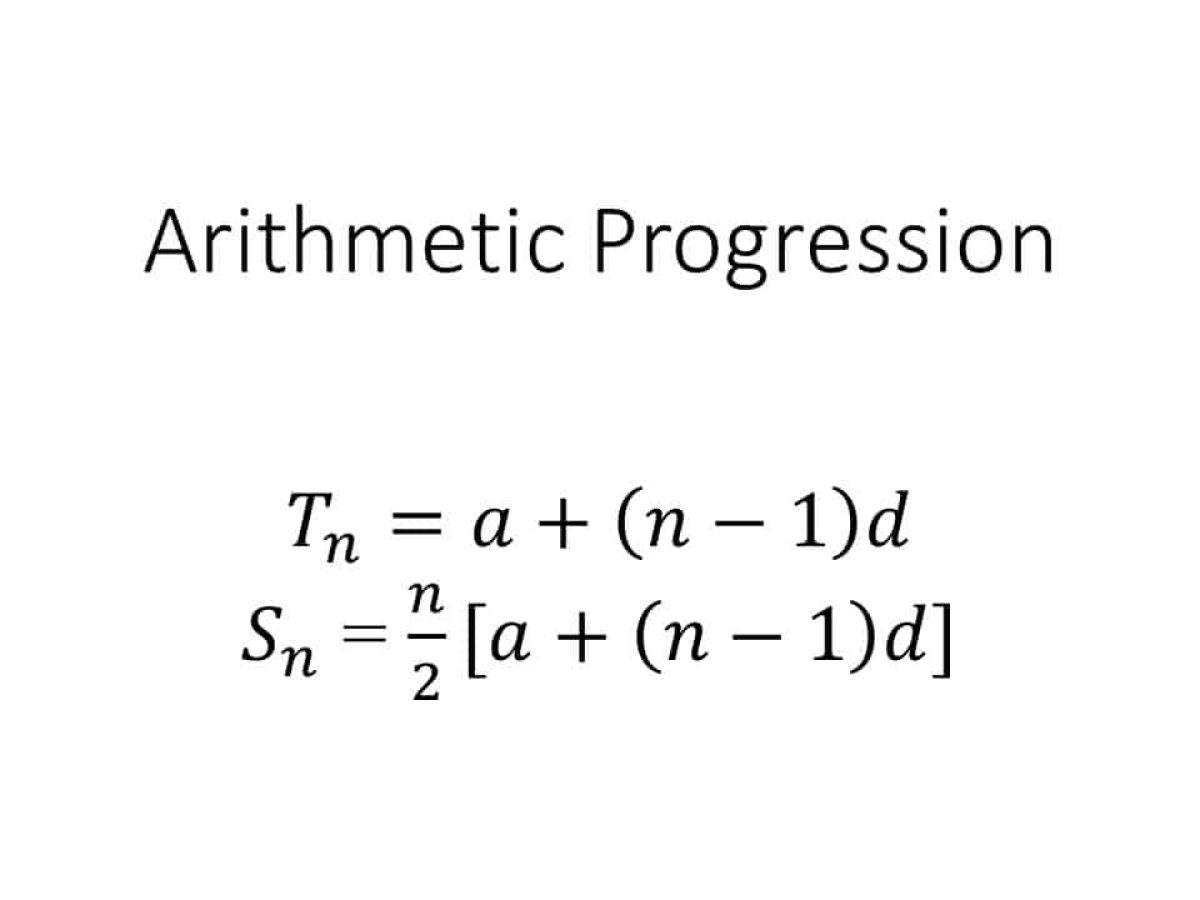 Arithmetic Progression
Tₙ = a + (n − 1)d
Sₙ = n/2 [a + (n − 1)d]